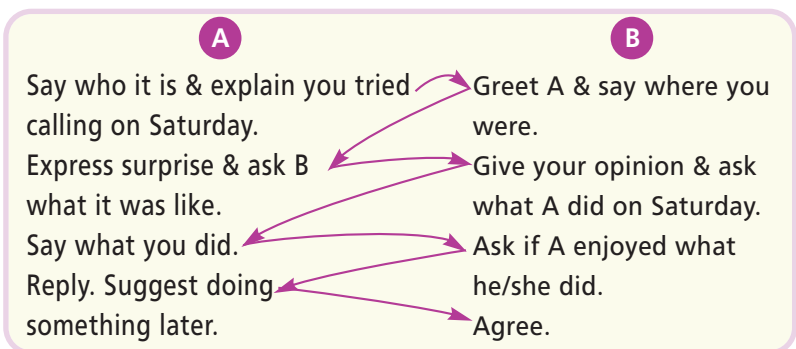 A
Say who it is & explain you tried
calling on Saturday.
Express surprise & ask B
what it was like.
Say what you did.
Reply. Suggest doing
something later.
B
Greet A & say where you
were.
Give your opinion & ask
what A did on Saturday.
Ask if A enjoyed what
he/she did.
Agree.